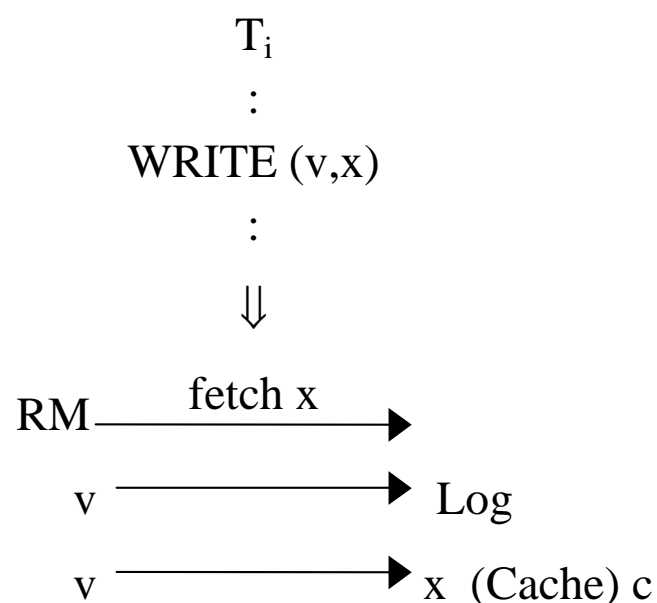 Ti
:
WRITE (v,x)
:
⇓
fetch x
RM
v Log
v x (Cache) c